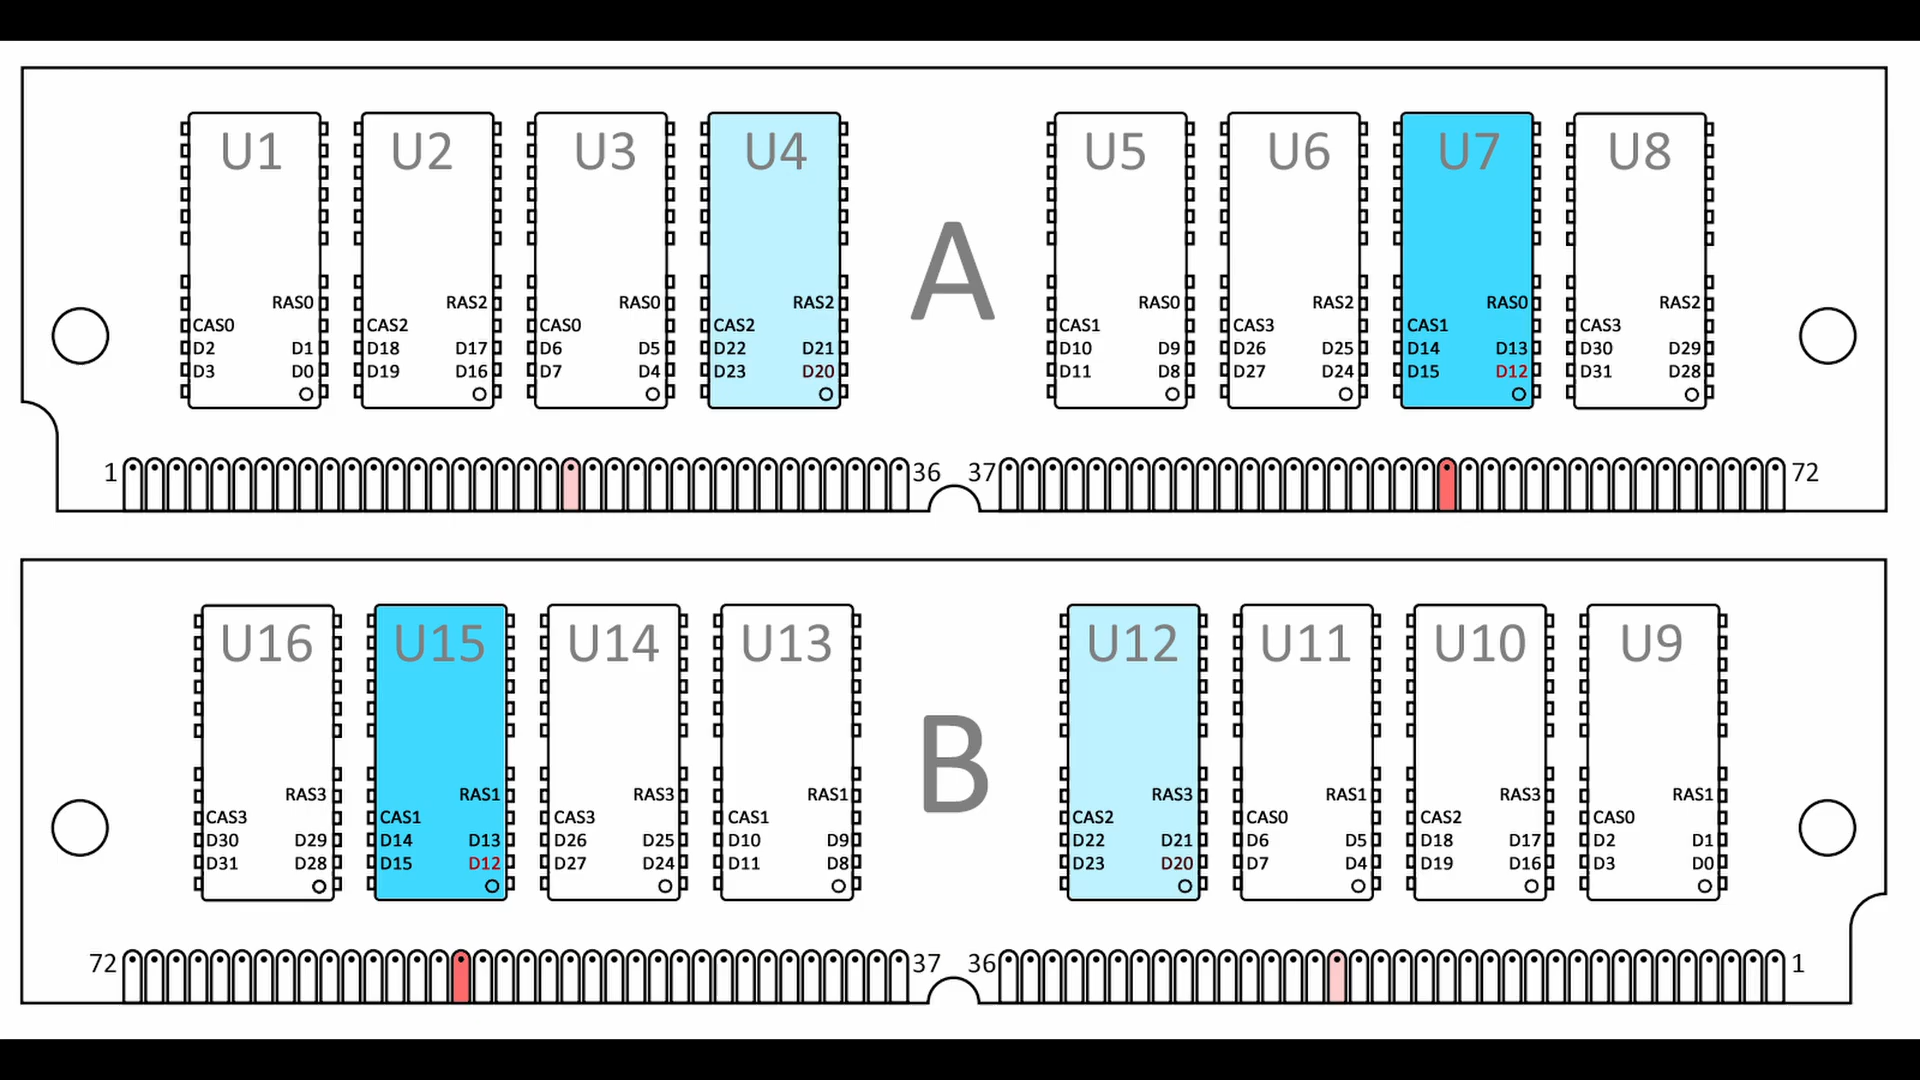 U1 U2 U3 U4 U5 U6 U7 U8
A
RAS0 RAS2 RAS0 RAS2 RAS0 RAS2 RAS0 RAS2
CAS0 CAS2 CAS0 CAS2 CAS1 CAS3 CAS1 CAS3
D2 D1 D18 D17 D6 D5 D22 D21 D10 D9 D26 D25 D14 D13 D30 D29
D3 D0 D19 D16 D7 D4 D23 D20 D11 D8 D27 D24 D15 D12 D31 D28
1 36 37 72
U16 U15 U14 U13 U12 U11 U10 U9
B
RAS3 RAS1 RAS3 RAS1 RAS3 RAS1 RAS3 RAS1
CAS3 CAS1 CAS3 CAS1 CAS2 CAS0 CAS2 CAS0
D30 D29 D14 D13 D26 D25 D10 D9 D22 D21 D6 D5 D18 D17 D2 D1
D31 D28 D15 D12 D27 D24 D11 D8 D23 D20 D7 D4 D19 D16 D3 D0
72 37 36 1